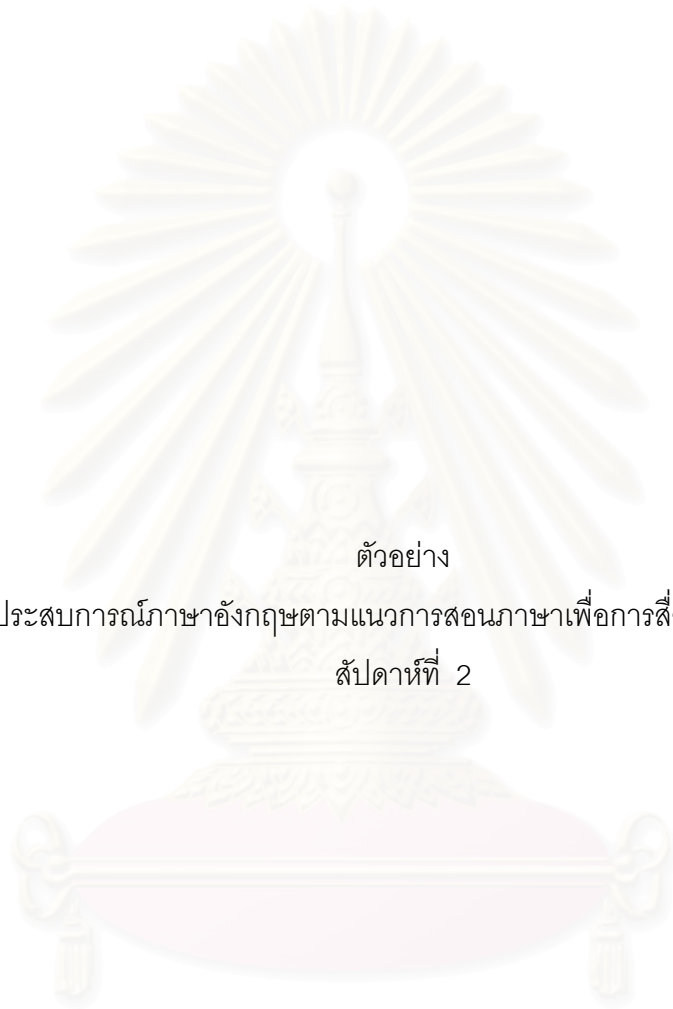 ตัวอย่าง
ประสบการณ์ภาษาอังกฤษตามแนวการสอนภาษาเพื่อการ
สัปดาห์ที่ 2